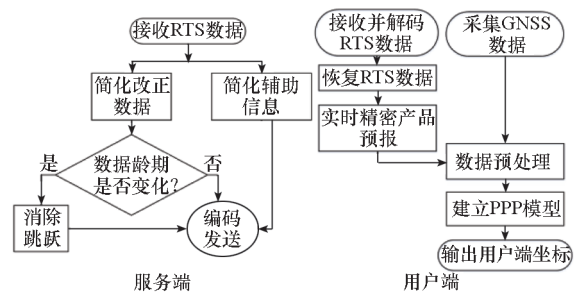 接收RTS数据
简化改正
数据
简化辅助
信息
是
数据龄期
是否变化?
否
消除
跳跃
编码
发送
服务端
接收并解码
RTS数据
采集GNSS
数据
恢复RTS数据
实时精密产品
预报
数据预处理
建立PPP模型
输出用户端坐标
用户端